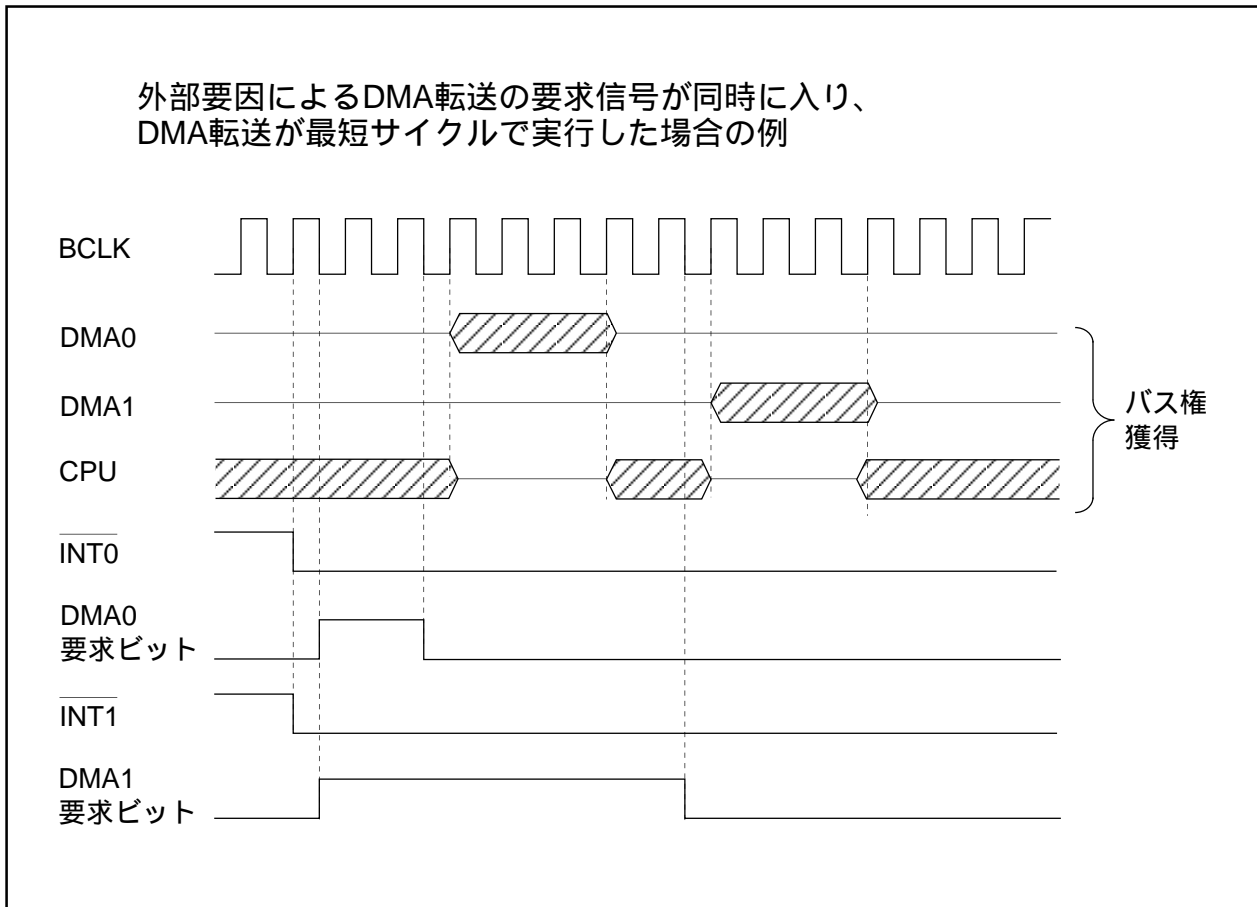 外部要因によるDMA転送の要求信号が同時に入り、
DMA転送が最短サイクルで実行した場合の例
BCLK
DMA0
DMA1
CPU
バス権
獲得
INT0
DMA0
要求ビット
INT1
DMA1
要求ビット